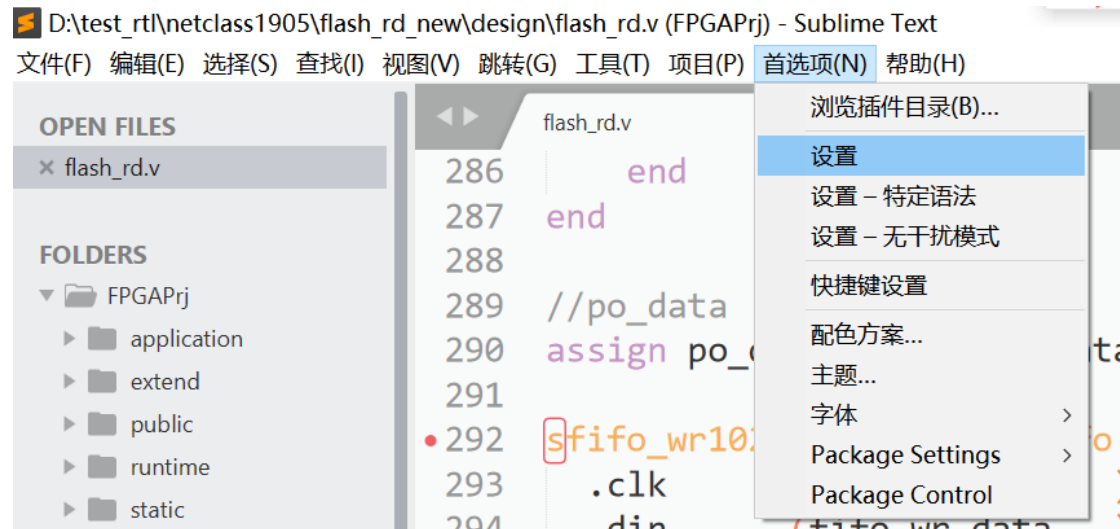 D:\test_rtl\netclass1905\flash_rd_new\design\flash_rd.v (FPGAPrj) - Sublime Text
文件(F) 编辑(E) 选择(S) 查找(I) 视图(V) 跳转(G) 工具(T) 项目(P) 首选项(N) 帮助(H)
OPEN FILES
flash_rd.v
FOLDERS
FPGAPrj
application
extend
public
runtime
static
flash_rd.v
286 end
287 end
288
289 //po_data
290 assign
291
292 sfifo_wr102
293 .clk
294 din
浏览插件目录(B)...
设置
设置 – 特定语法
设置 – 无干扰模式
快捷键设置
配色方案...
主题...
字体
Package Settings
Package Control